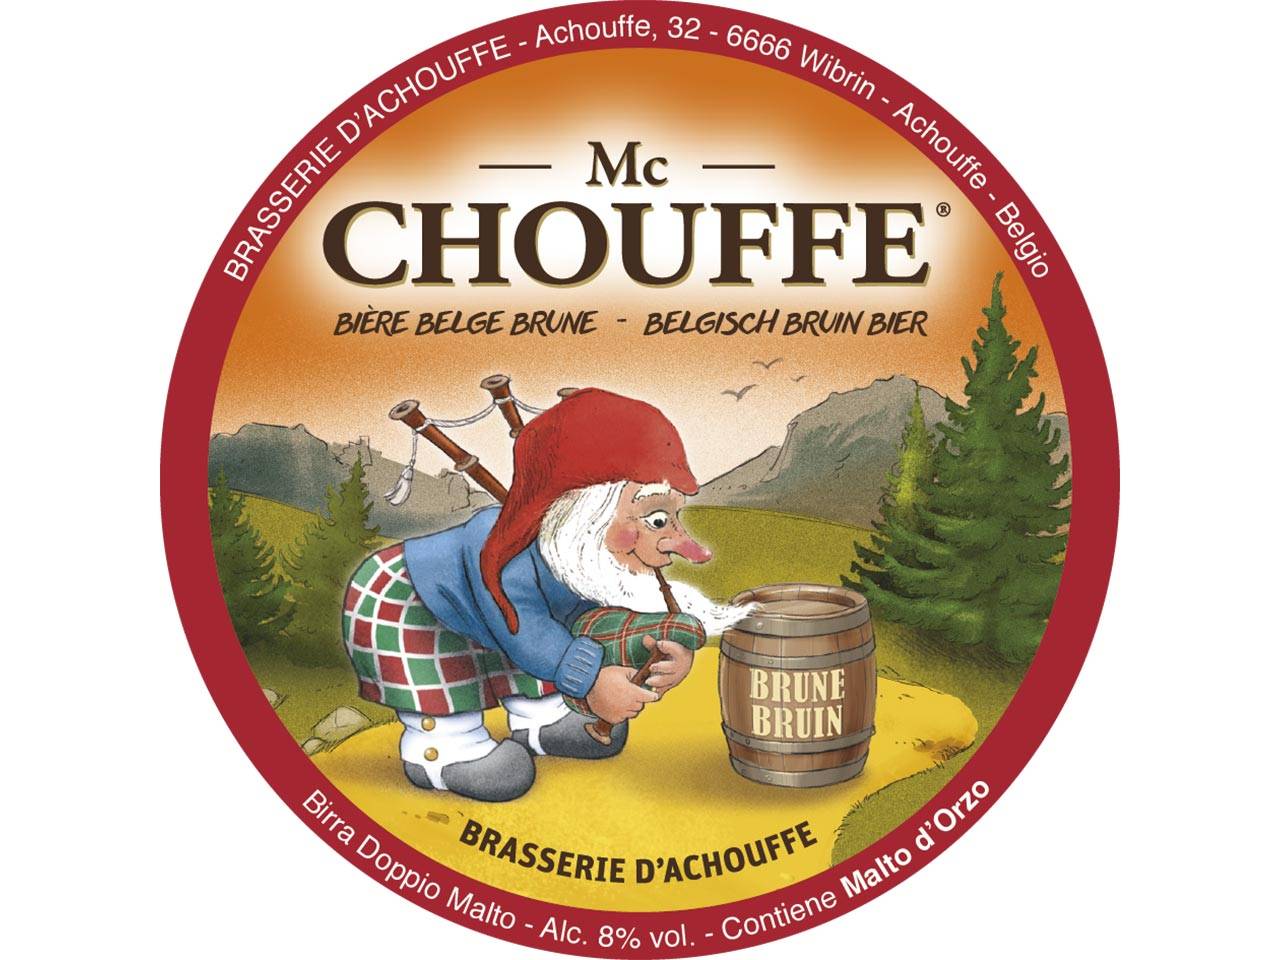 BRASSERIE D'ACHOUFFE - Achouffe, 32 - 6666 Wibrin - Achouffe - Belgio
Mc
CHOUFFE®
BIÈRE BELGE BRUNE - BELGISCH BRUIN BIER
BRUNE
BRUIN
BRASSERIE D'ACHOUFFE
Birra Doppio Malto - Alc. 8% vol. - Contiene Malto d'Orzo